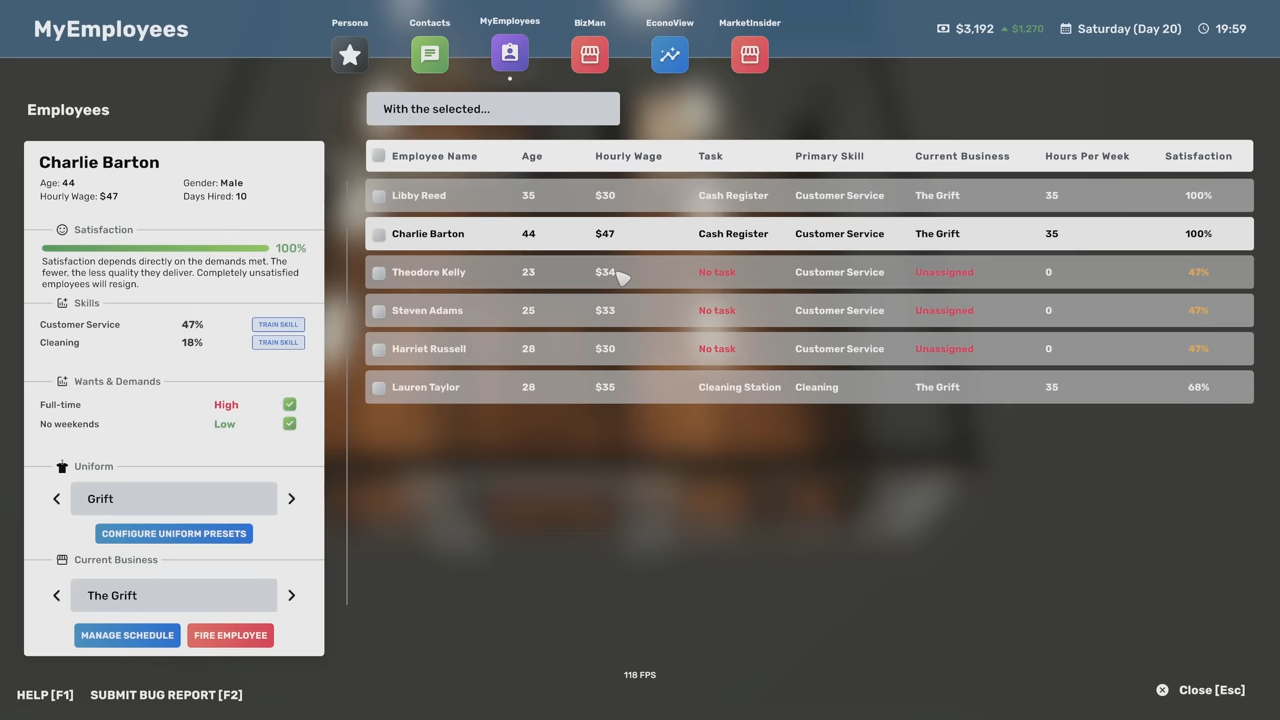 MyEmployees
Persona
Contacts
MyEmployees
BizMan
EconoView
MarketInsider
$3,192
$1.270
Saturday (Day 20)
19:59
Employees
With the selected...
Charlie Barton
Age: 44
Gender: Male
Hourly Wage: $47
Days Hired: 10
Satisfaction
100%
Satisfaction depends directly on the demands met. The
fewer, the less quality they deliver. Completely unsatisfied
employees will resign.
Skills
Customer Service 47% TRAIN SKILL
Cleaning 18% TRAIN SKILL
Wants & Demands
Full-time High
No weekends Low
Uniform
Grift
CONFIGURE UNIFORM PRESETS
Current Business
The Grift
MANAGE SCHEDULE FIRE EMPLOYEE
Employee Name Age Hourly Wage Task Primary Skill Current Business Hours Per Week Satisfaction
Libby Reed 35 $30 Cash Register Customer Service The Grift 35 100%
Charlie Barton 44 $47 Cash Register Customer Service The Grift 35 100%
Theodore Kelly 23 $34 No task Customer Service Unassigned 0 47%
Steven Adams 25 $33 No task Customer Service Unassigned 0 47%
Harriet Russell 28 $30 No task Customer Service Unassigned 0 47%
Lauren Taylor 28 $35 Cleaning Station Cleaning The Grift 35 68%
118 FPS
HELP [F1] SUBMIT BUG REPORT [F2]
Close [Esc]